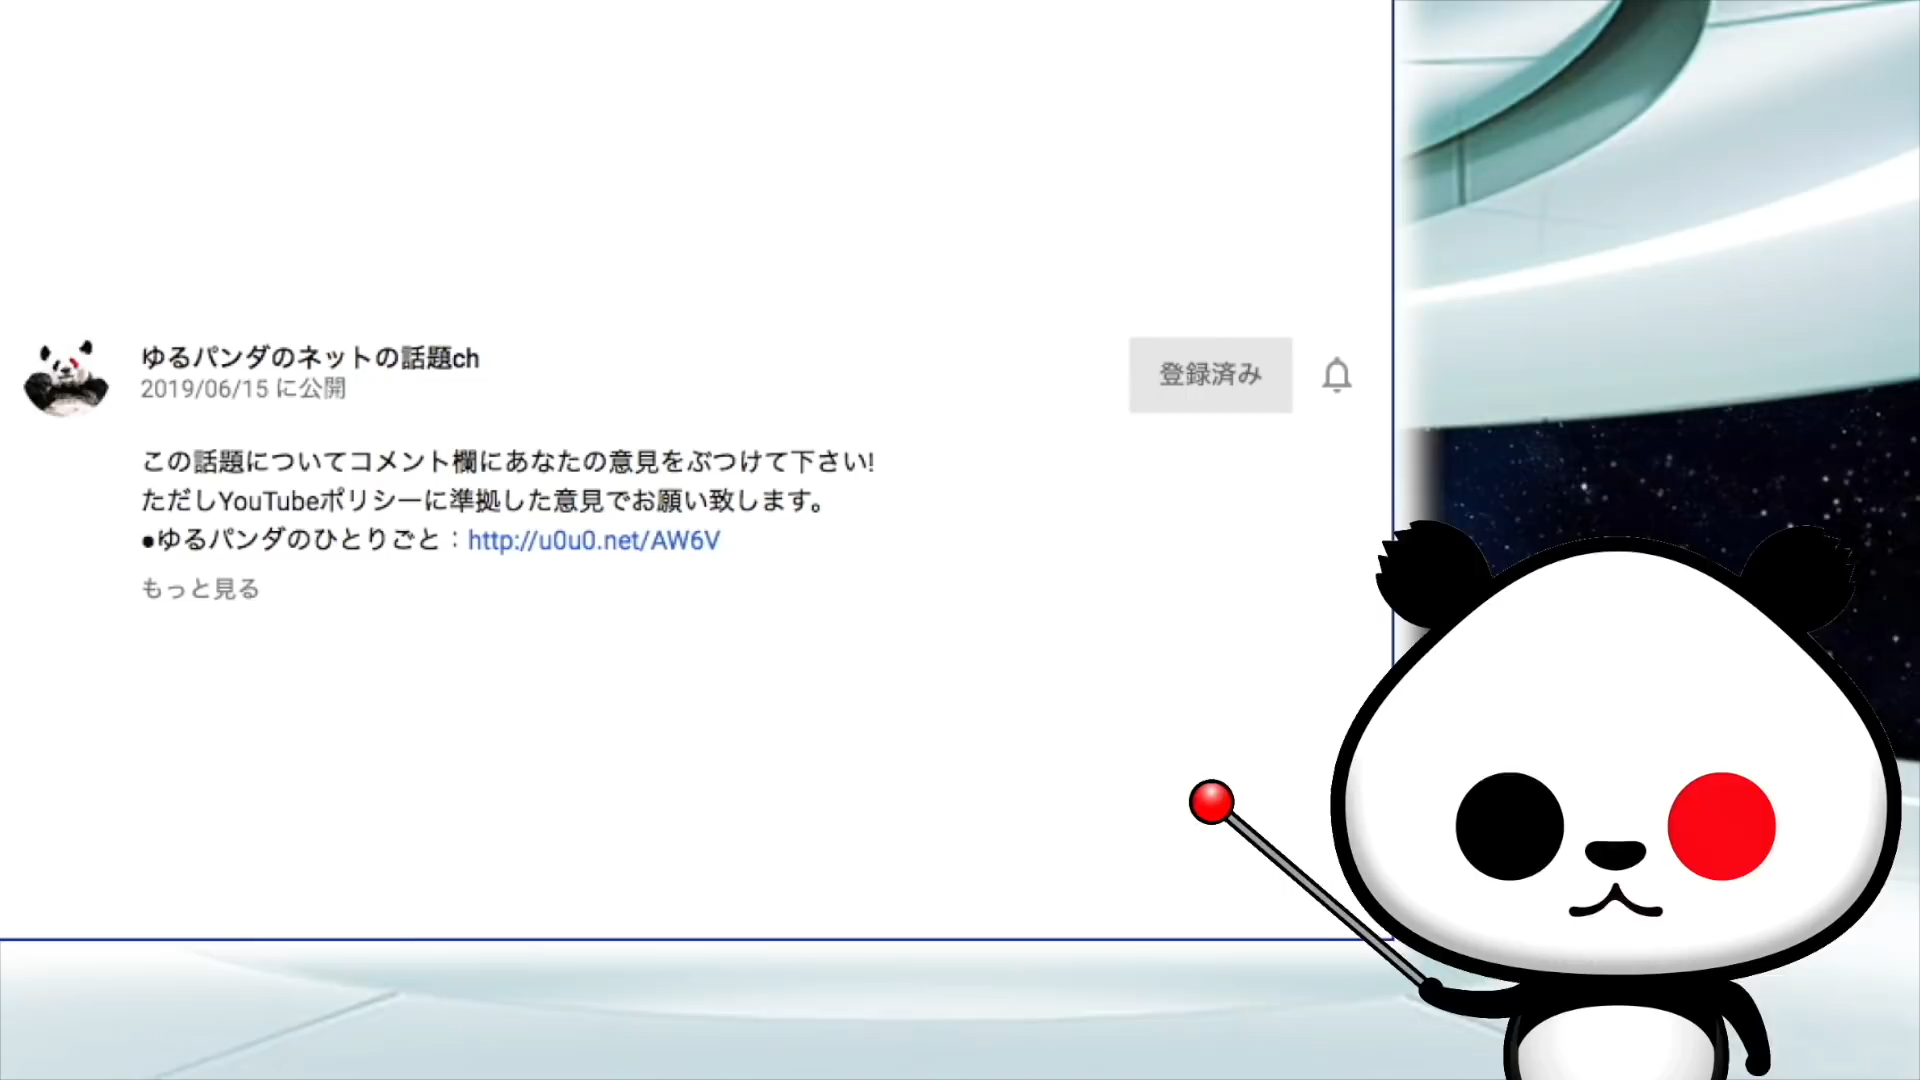 ゆるパンダのネットの話題ch
2019/06/15 に公開
登録済み
この話題についてコメント欄にあなたの意見をぶつけて下さい!
ただしYouTubeポリシーに準拠した意見でお願い致します。
●ゆるパンダのひとりごと：http://u0u0.net/AW6V
もっと見る